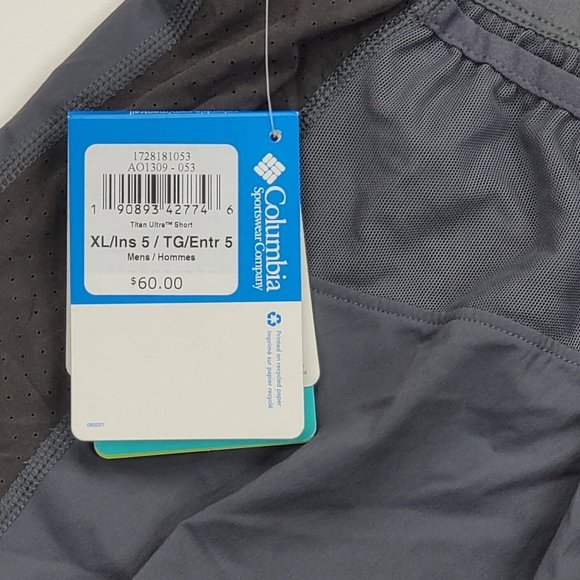 1728181053
AO1309 - 053
1 90893 42774 6
Titan Ultra™ Short
XL/Ins 5 / TG/Entr 5
Mens / Hommes
$60.00
Columbia
Sportswear Company
Printed on recycled paper
imprimé sur papier recyclé
085027